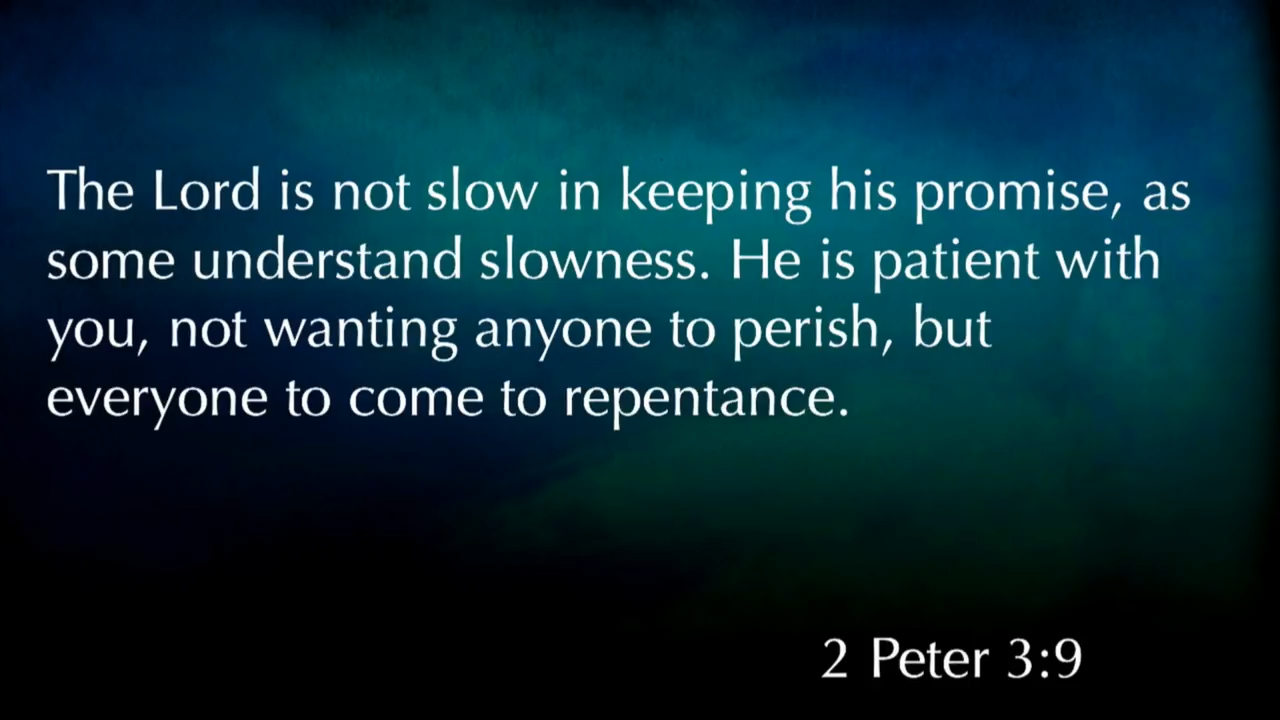 The Lord is not slow in keeping his promise, as
some understand slowness. He is patient with
you, not wanting anyone to perish, but
everyone to come to repentance.
2 Peter 3:9